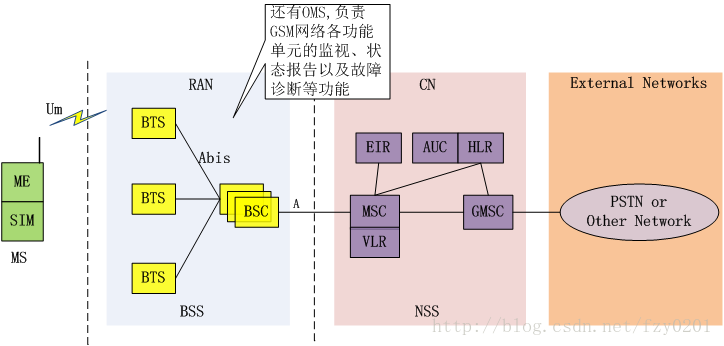 还有OMS,负责
GSM网络各功能
单元的监视、状
态报告以及故障
诊断等功能
RAN
CN
External Networks
Um
BTS
Abis
EIR
AUC
HLR
ME
SIM
MS
BTS
BSC
A
MSC
VLR
GMSC
PSTN or
Other Network
BTS
BSS
NSS
http://blog.csdn.net/fzy0201